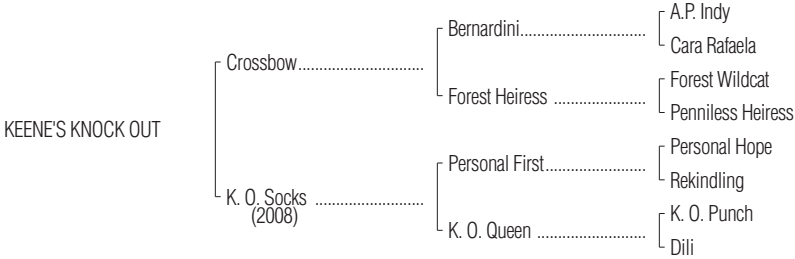 A.P. Indy
Bernardini..............................
Cara Rafaela
Crossbow..............................
Forest Wildcat
Forest Heiress ......................
Penniless Heiress
KEENE'S KNOCK OUT
Personal Hope
Personal First........................
Rekindling
K. O. Socks ..........................
(2008)
K. O. Punch
K. O. Queen ..........................
Dili